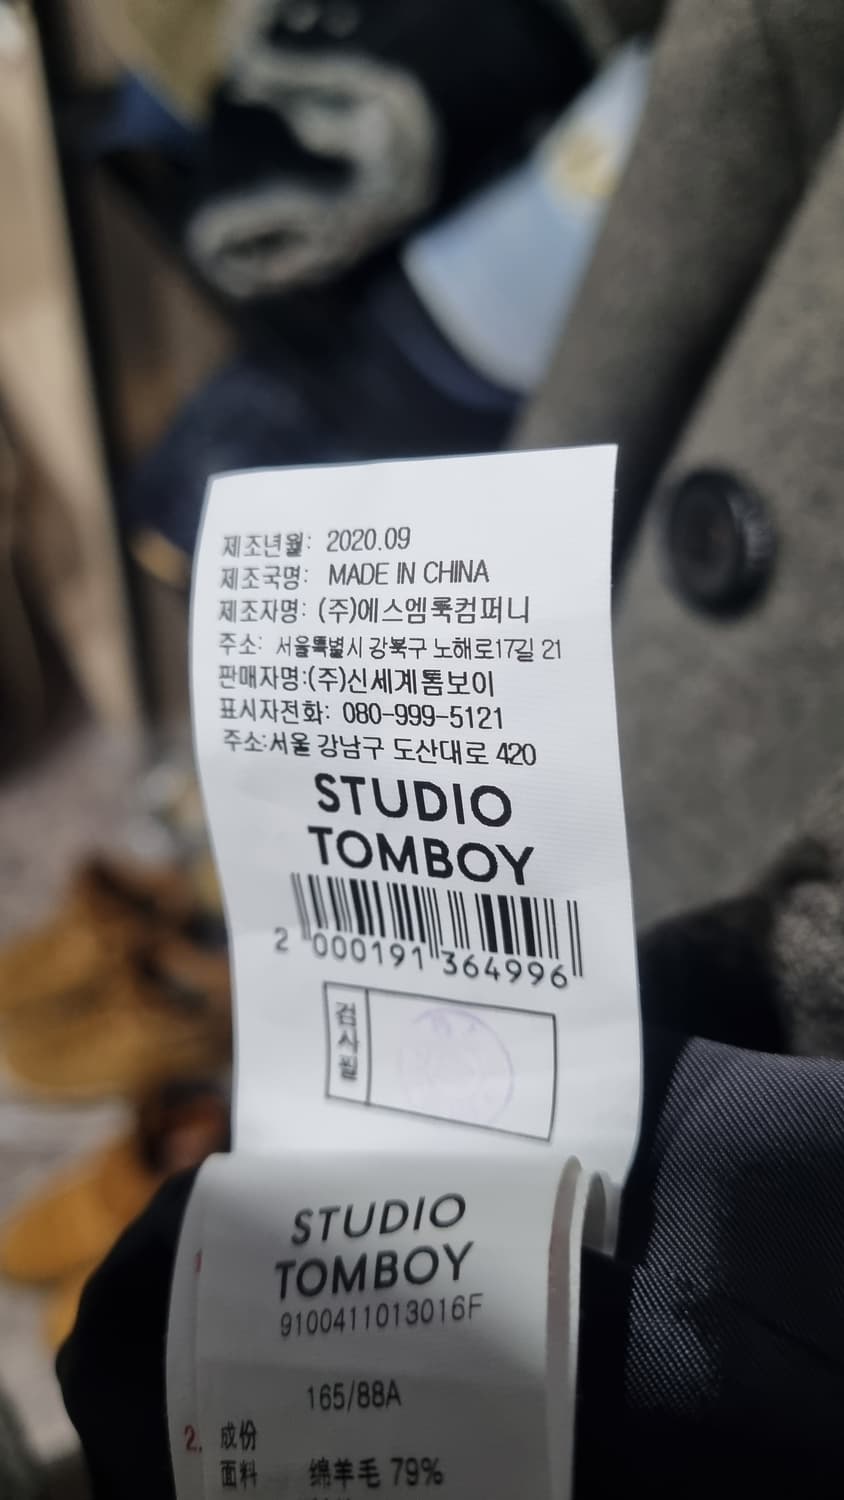 제조년월: 2020.09
제조국명: MADE IN CHINA
제조자명: (주)에스엠룩컴퍼니
주소: 서울특별시 강북구 노해로17길 21
판매자명:(주)신세계톰보이
표시자전화: 080-999-5121
주소:서울 강남구 도산대로 420
STUDIO
TOMBOY
2 000191 364996
검사필
STUDIO
TOMBOY
9100411013016F
165/88A
2. 成份
面料 绵羊毛 79%